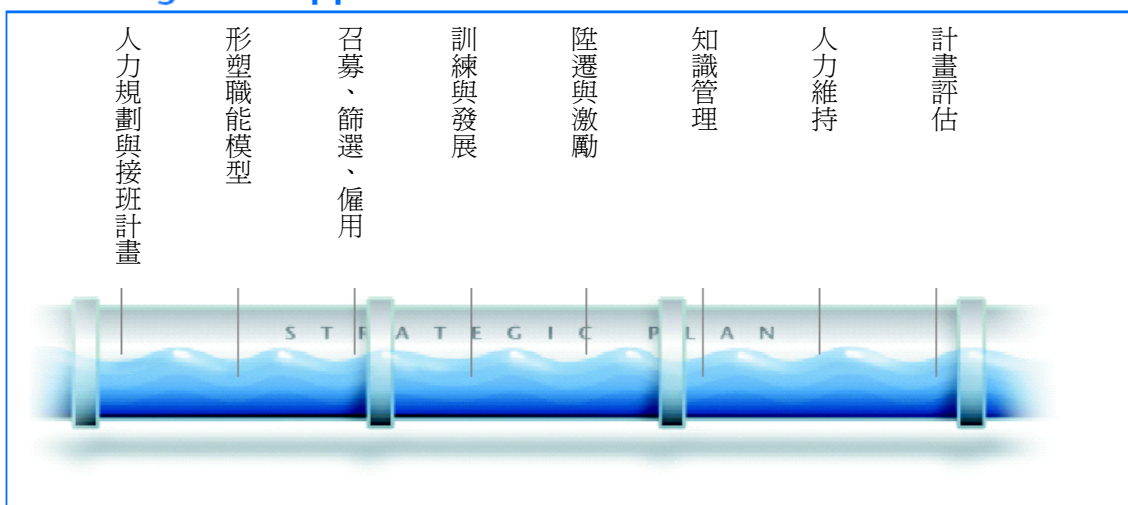 人力規劃與接班計畫
形塑職能模型
召募、篩選、僱用
訓練與發展
陞遷與激勵
知識管理
人力維持
計畫評估
STRATEGIC PLAN